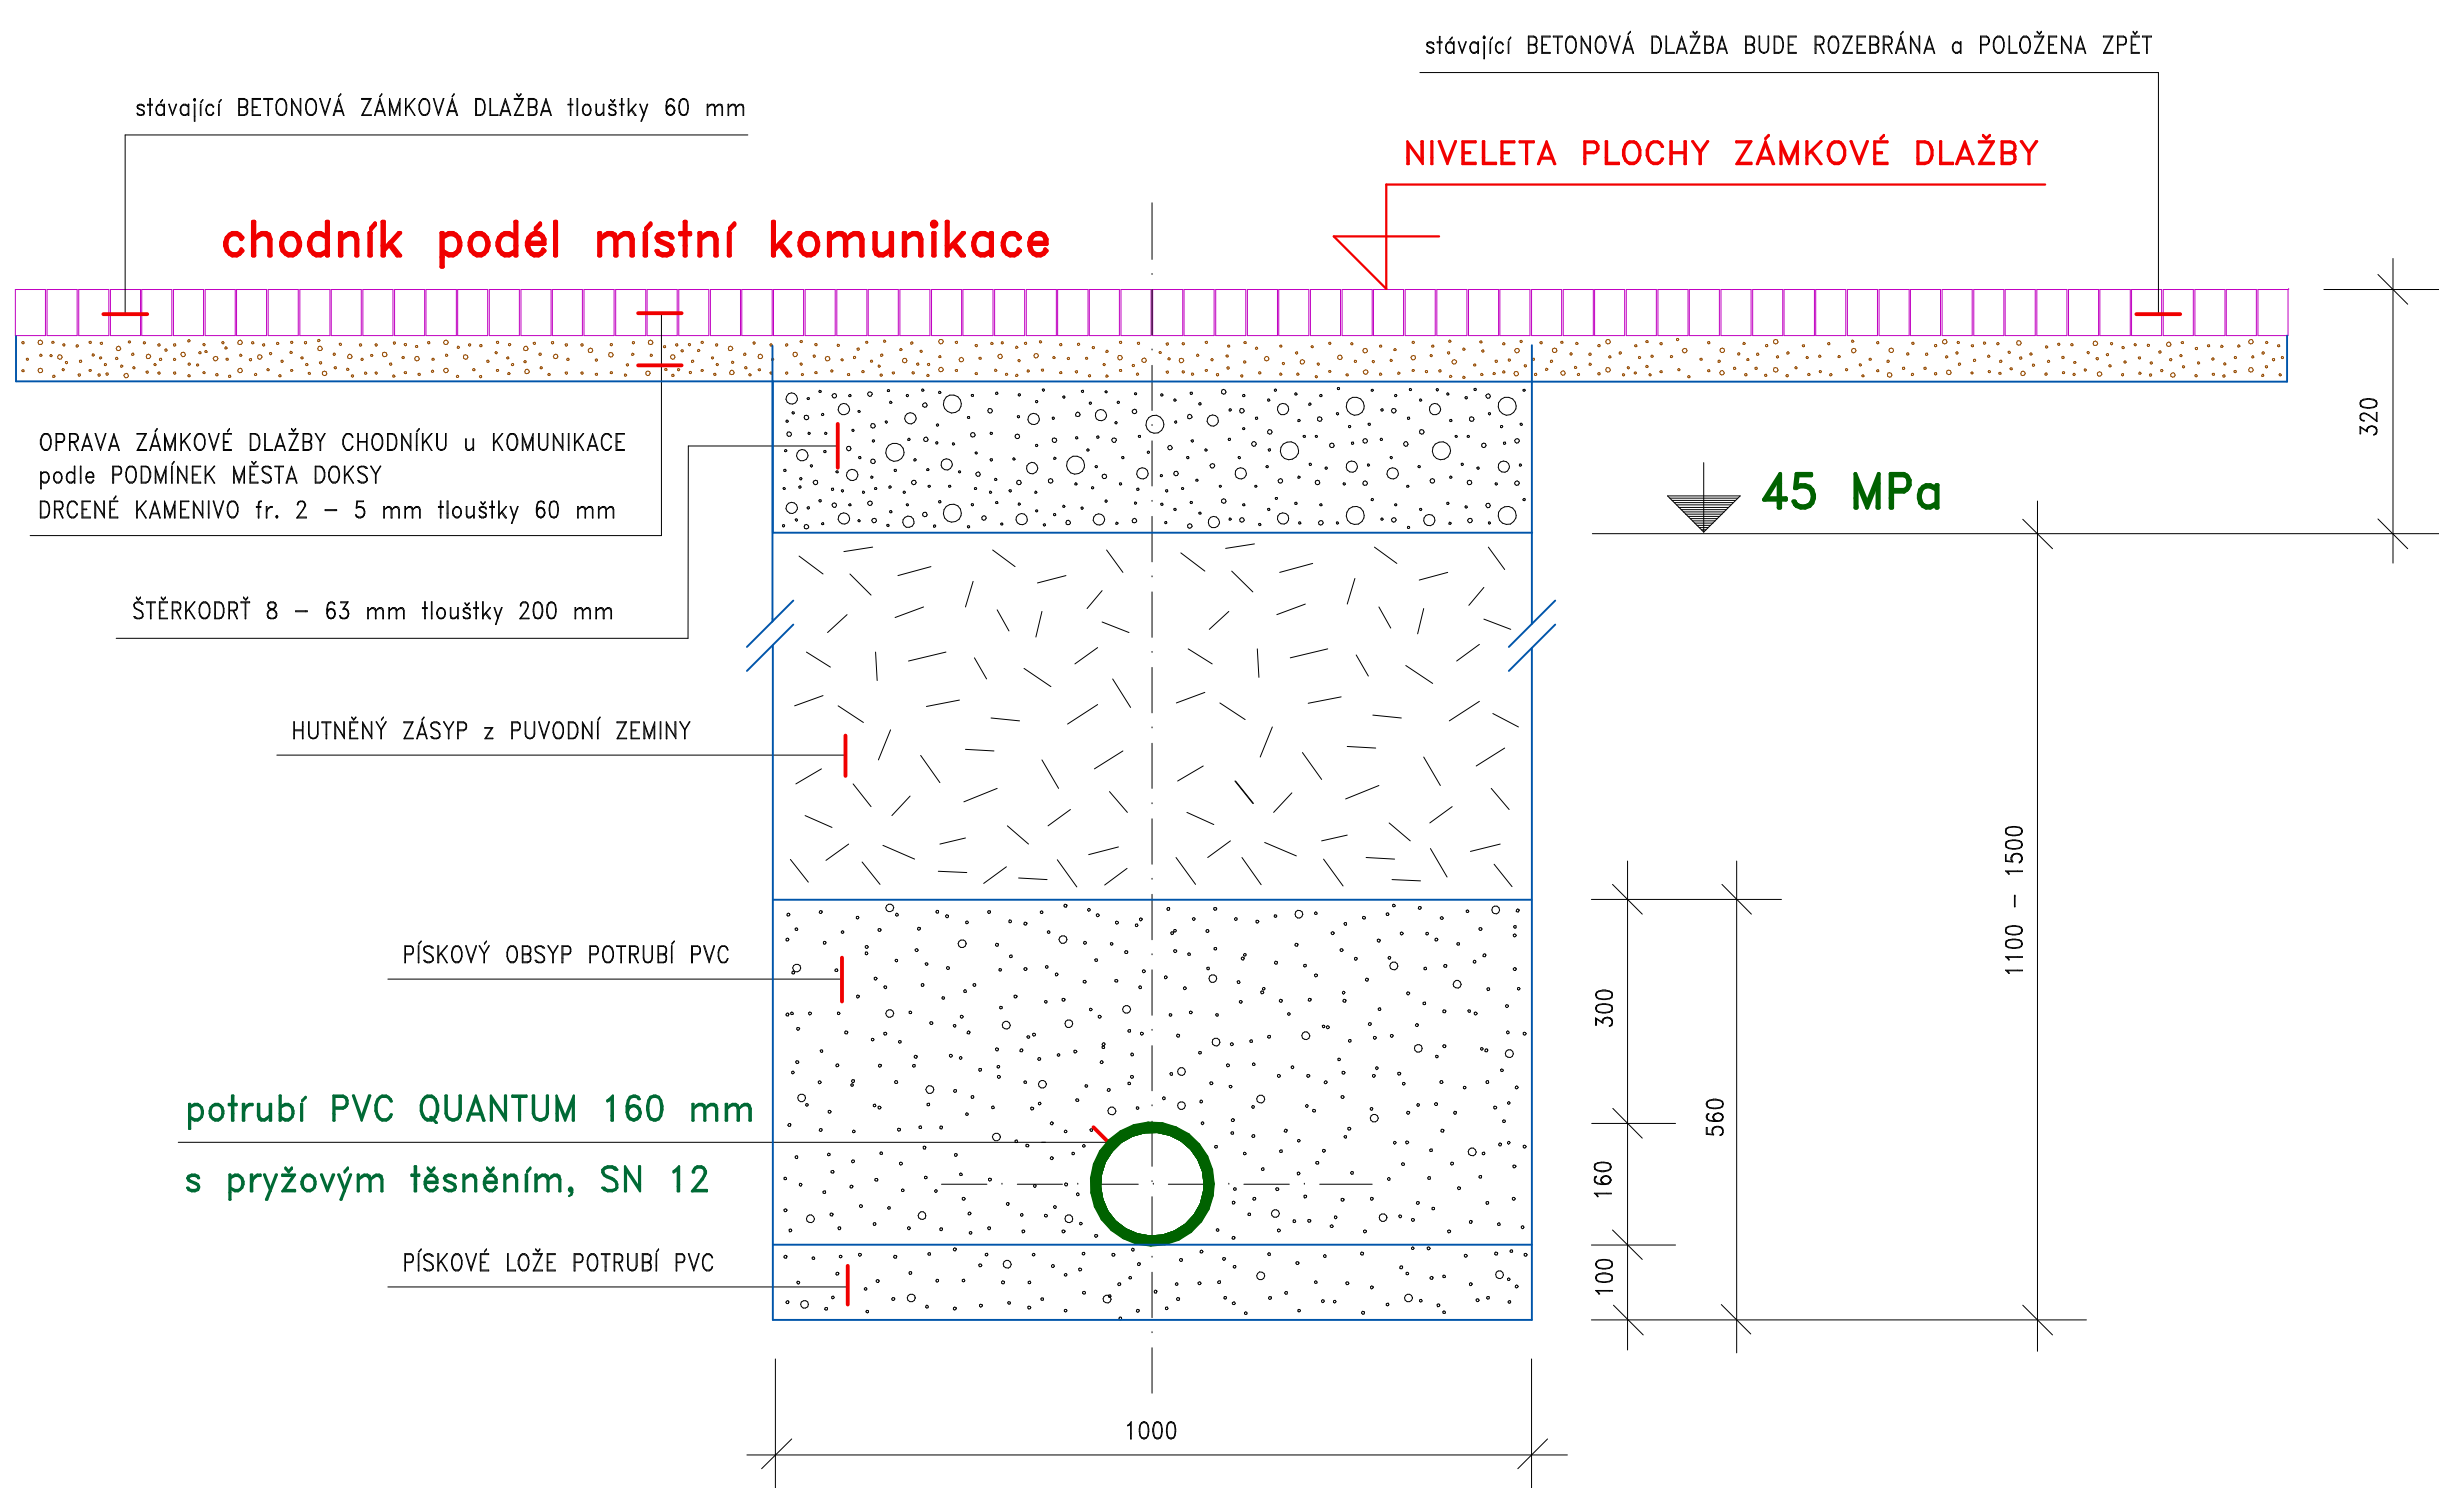 stávající BETONOVÁ DLAŽBA BUDE ROZEBRÁNA a POLOŽENA ZPĚT
stávající BETONOVÁ ZÁMKOVÁ DLAŽBA tloušťky 60 mm
NIVELETA PLOCHY ZÁMKOVÉ DLAŽBY
chodník podél místní komunikace
320
OPRAVA ZÁMKOVÉ DLAŽBY CHODNÍKU u KOMUNIKACE
podle PODMÍNEK MĚSTA DOKSY
DRCENÉ KAMENIVO fr. 2 – 5 mm tloušťky 60 mm
45 MPa
ŠTĚRKODRŤ 8 – 63 mm tloušťky 200 mm
HUTNĚNÝ ZÁSYP z PUVODNÍ ZEMINY
1100 – 1500
PÍSKOVÝ OBSYP POTRUBÍ PVC
300
560
potrubí PVC QUANTUM 160 mm
s pryžovým těsněním, SN 12
160
PÍSKOVÉ LOŽE POTRUBÍ PVC
100
1000